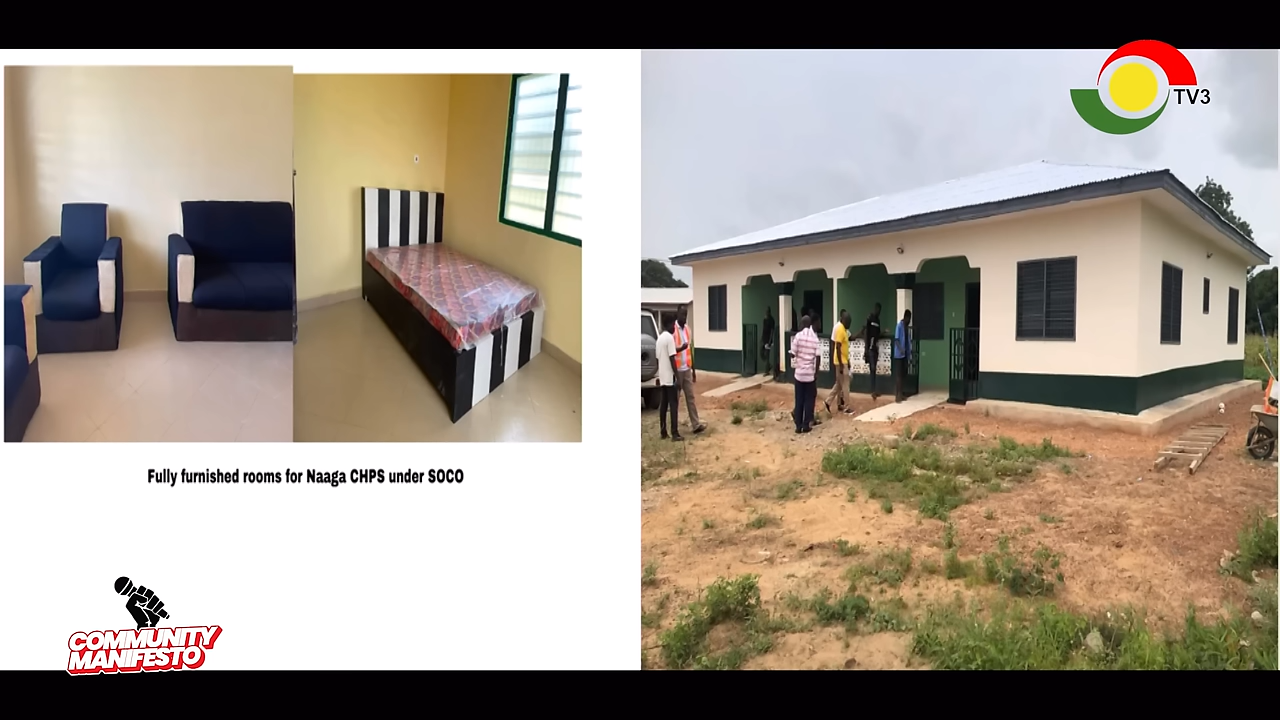 TV3
Fully furnished rooms for Naaga CHPS under SOCO
COMMUNITY
MANIFESTO